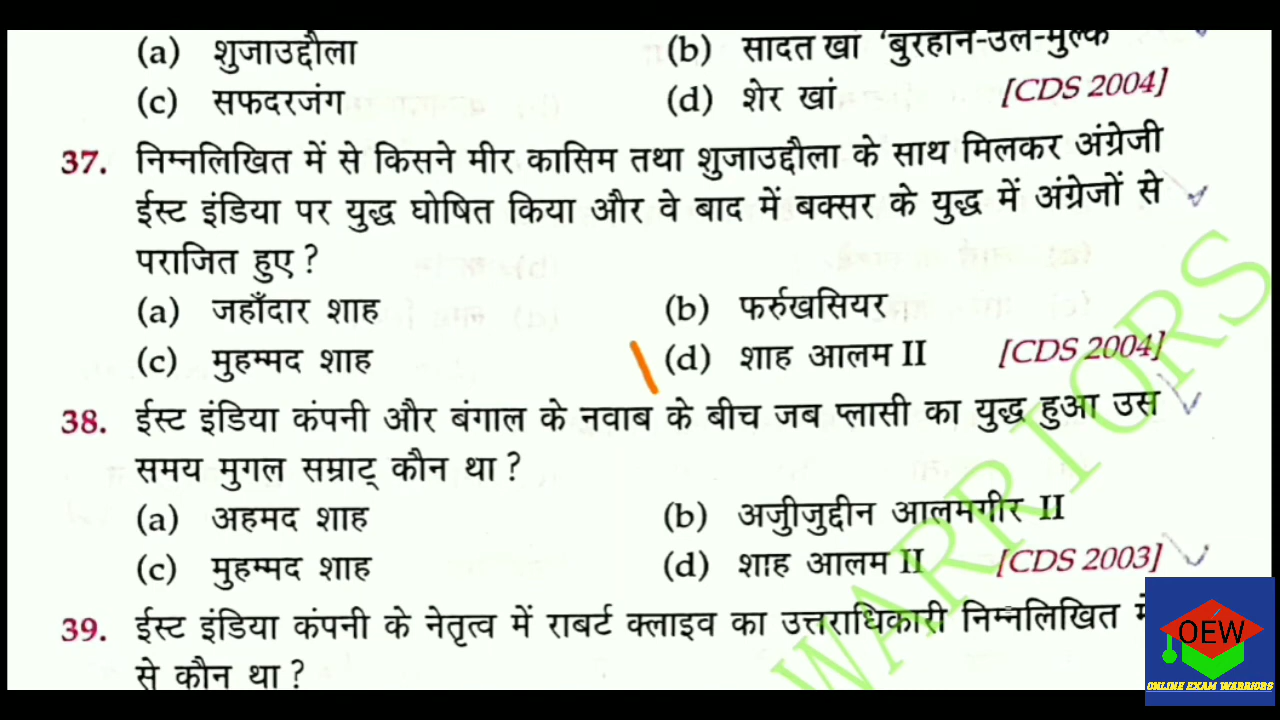 (a) शुजाउद्दौला (b) सादत खां 'बुरहान-उल-मुल्क
(c) सफदरजंग (d) शेर खां [CDS 2004]
37. निम्नलिखित में से किसने मीर कासिम तथा शुजाउद्दौला के साथ मिलकर अंग्रेजी
ईस्ट इंडिया पर युद्ध घोषित किया और वे बाद में बक्सर के युद्ध में अंग्रेजों से
पराजित हुए ?
(a) जहाँदार शाह (b) फर्रुखसियर
(c) मुहम्मद शाह (d) शाह आलम II [CDS 2004]
38. ईस्ट इंडिया कंपनी और बंगाल के नवाब के बीच जब प्लासी का युद्ध हुआ उस
समय मुगल सम्राट् कौन था ?
(a) अहमद शाह (b) अजीजुद्दीन आलमगीर II
(c) मुहम्मद शाह (d) शाह आलम II [CDS 2003]
39. ईस्ट इंडिया कंपनी के नेतृत्व में राबर्ट क्लाइव का उत्तराधिकारी निम्नलिखित में
से कौन था ?
WARRIORS
OEW
ONLINE EXAM WARRIORS